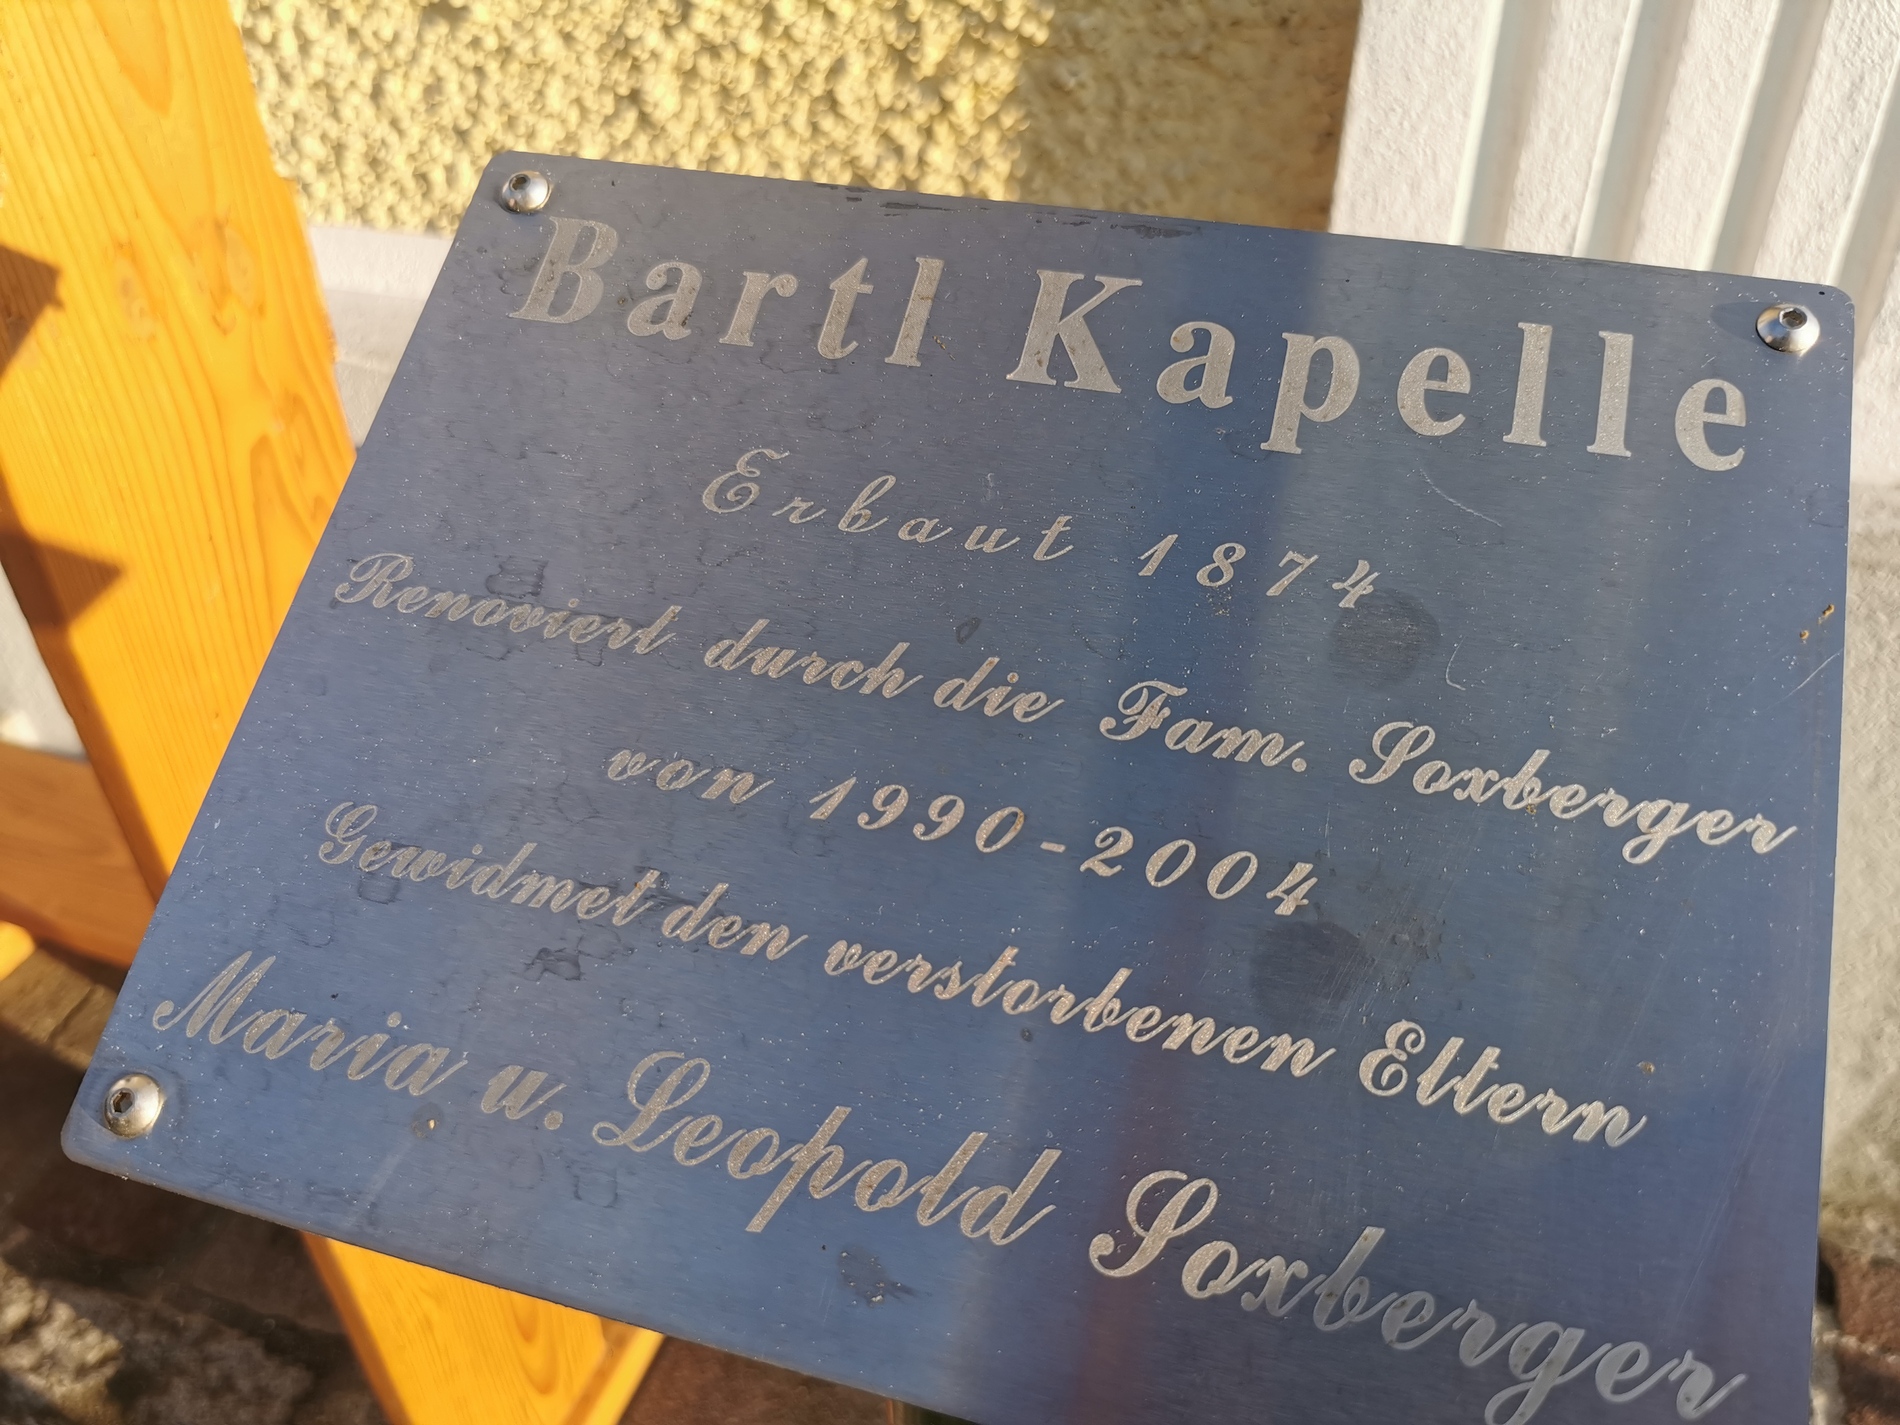 Bartl Kapelle
Erbaut 1874
Renoviert durch die Fam. Soxberger
von 1990-2004
Gewidmet den verstorbenen Eltern
Maria u. Leopold Soxberger